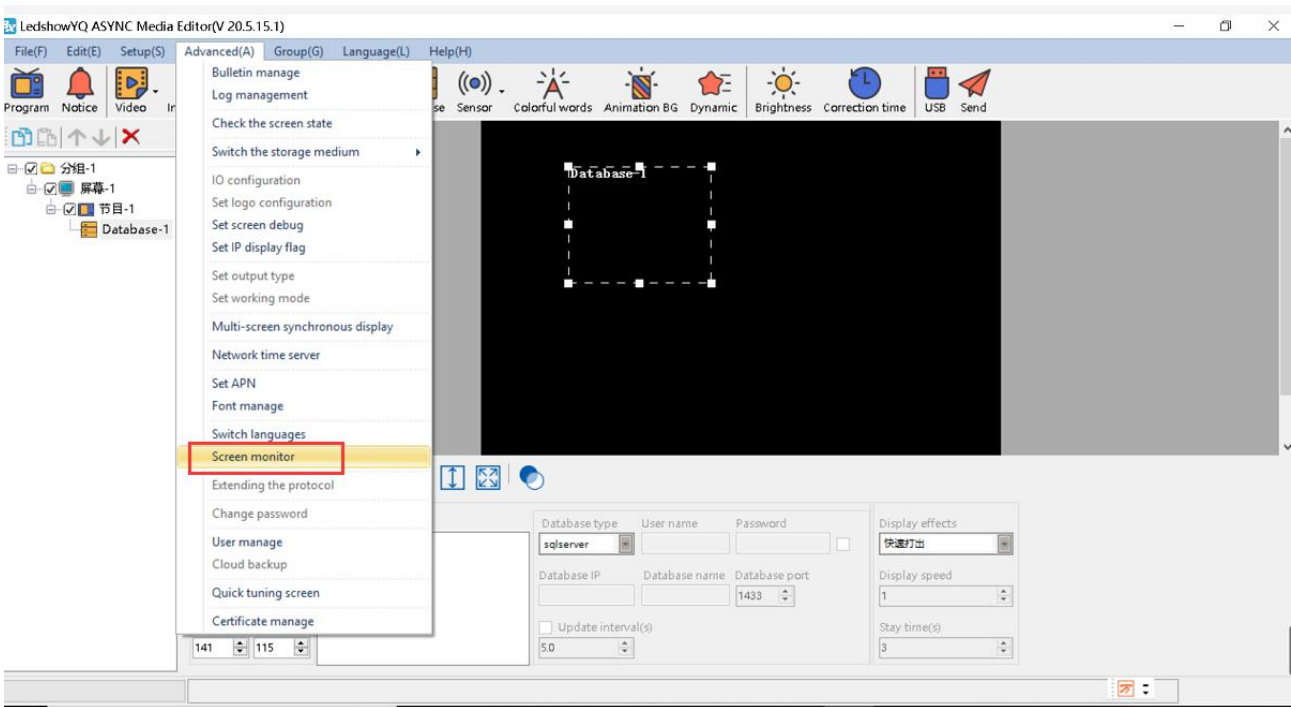 LedshowYQ ASYNC Media Editor(V 20.5.15.1)
File(F) Edit(E) Setup(S) Advanced(A) Group(G) Language(L) Help(H)
Program Notice Video Sensor Colorful words Animation BG Dynamic Brightness Correction time USB Send
Bulletin manage
Log management
Check the screen state
Switch the storage medium
IO configuration
Set logo configuration
Set screen debug
Set IP display flag
Set output type
Set working mode
Multi-screen synchronous display
Network time server
Set APN
Font manage
Switch languages
Screen monitor
Extending the protocol
Change password
User manage
Cloud backup
Quick tuning screen
Certificate manage
分组-1
屏幕-1
节目-1
Database-1
Database-1
Database type User name Password
sqlserver
Database IP Database name Database port
1433
Update interval(s)
5.0
Display effects
快速打出
Display speed
1
Stay time(s)
3
141 115